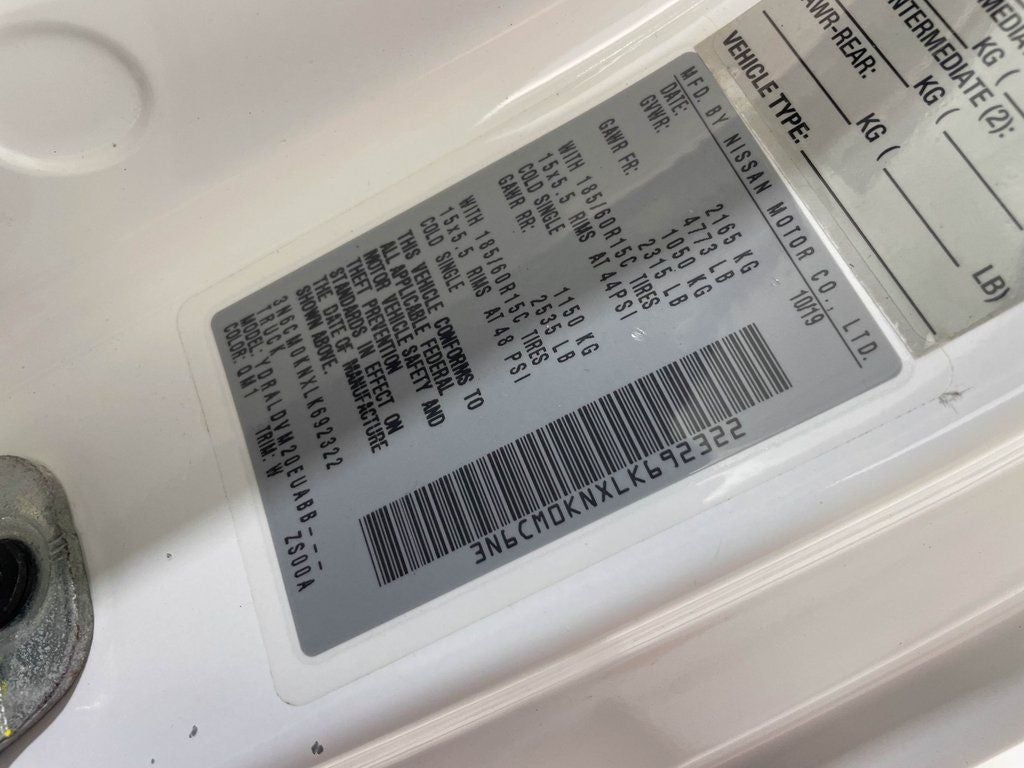 MFD. BY NISSAN MOTOR CO., LTD.
DATE: 10/19
GVWR: 2165 KG
4773 LB
GAWR FR: 1050 KG
2315 LB
WITH 185/60R15C TIRES
15x5.5 RIMS AT 44PSI
COLD SINGLE
GAWR RR: 1150 KG
2535 LB
WITH 185/60R15C TIRES
15x5.5 RIMS AT 48 PSI
COLD SINGLE
THIS VEHICLE CONFORMS TO
ALL APPLICABLE FEDERAL
MOTOR VEHICLE SAFETY AND
THEFT PREVENTION
STANDARDS IN EFFECT ON
THE DATE OF MANUFACTURE
SHOWN ABOVE.
3N6CM0KNXLK692322
TRUCK
MODEL: YDRALDYM20EUABB----
COLOR: QM1 TRIM: W ZS00A
3N6CM0KNXLK692322
KG (
INTERMEDIATE (2):
KG (
AWR-REAR:
KG ( LB)
VEHICLE TYPE: